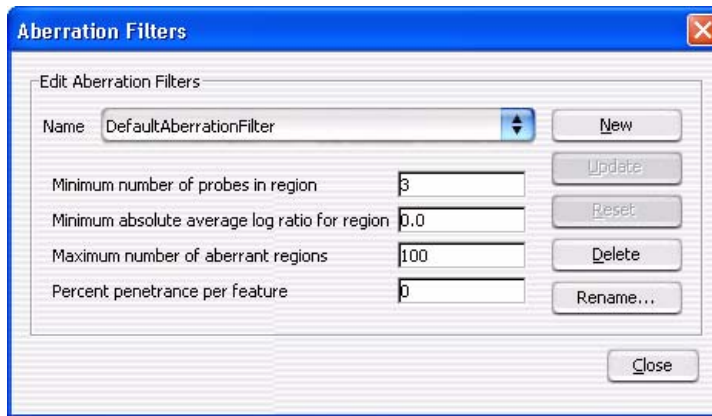 Aberration Filters
Edit Aberration Filters
Name DefaultAberrationFilter New
Update
Minimum number of probes in region 3
Reset
Minimum absolute average log ratio for region 0.0
Maximum number of aberrant regions 100 Delete
Percent penetrance per feature 0 Rename...
Close